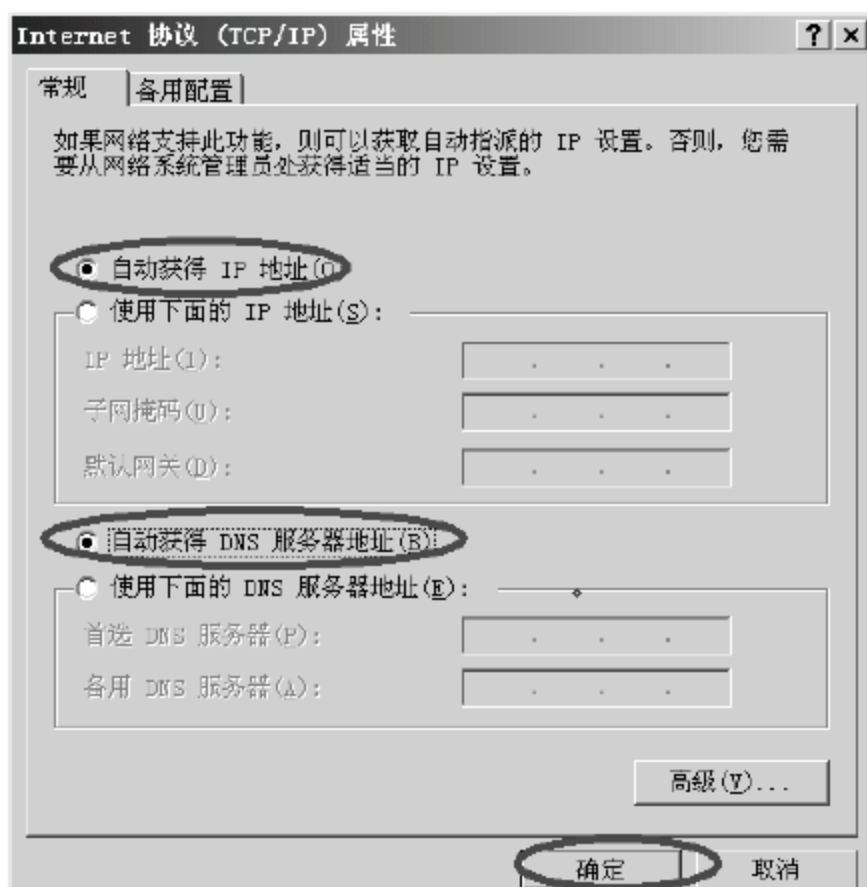 Internet 协议 (TCP/IP) 属性
常规 备用配置
如果网络支持此功能，则可以获取自动指派的 IP 设置。否则，您需
要从网络系统管理员处获得适当的 IP 设置。
自动获得 IP 地址(O
使用下面的 IP 地址(S):
IP 地址(I):
子网掩码(U):
默认网关(D):
自动获得 DNS 服务器地址(B)
使用下面的 DNS 服务器地址(E):
首选 DNS 服务器(P):
备用 DNS 服务器(A):
高级(V)...
确定 取消